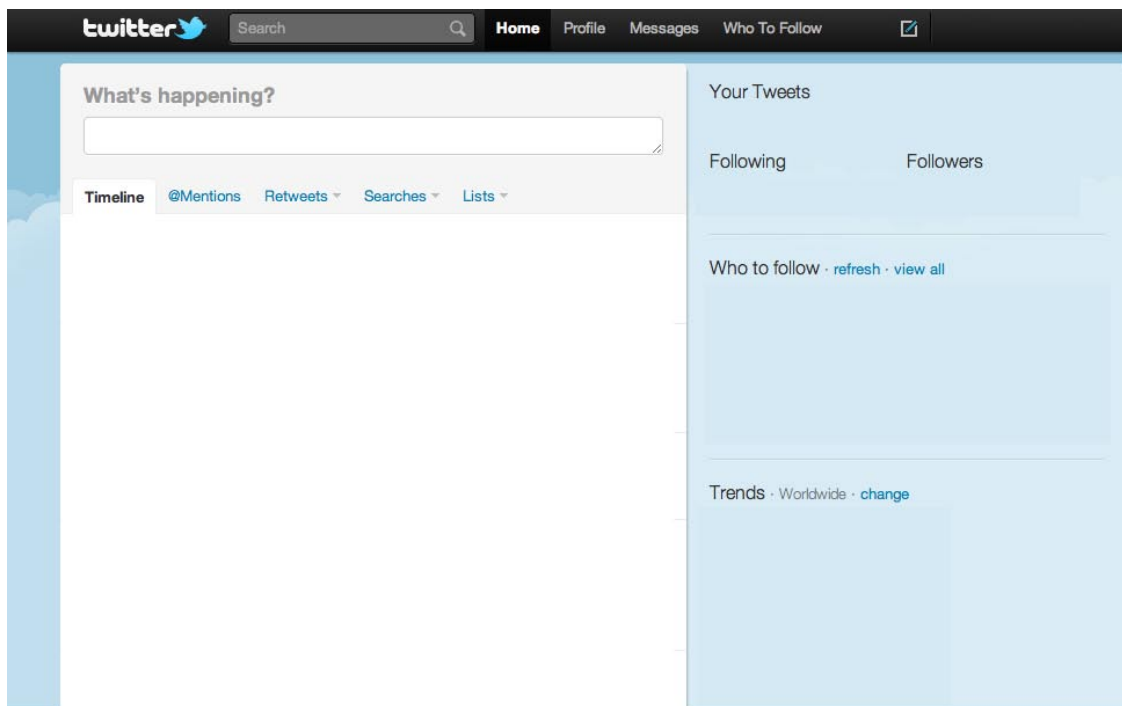 twitter Search Home Profile Messages Who To Follow
What's happening?
Timeline @Mentions Retweets Searches Lists
Your Tweets
Following Followers
Who to follow · refresh · view all
Trends · Worldwide · change